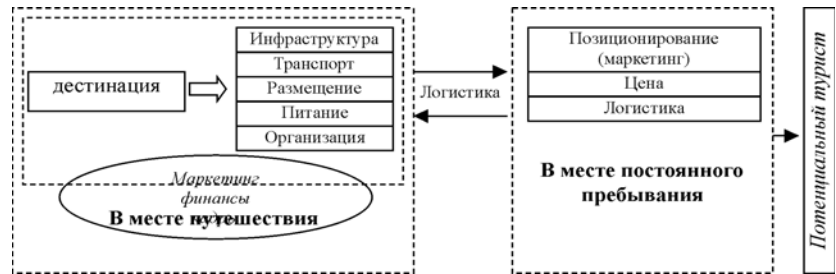 дестинация
Инфраструктура
Транспорт
Размещение
Питание
Организация
Маркетинг
финансы
В месте путешествия
Логистика
Позиционирование
(маркетинг)
Цена
Логистика
В месте постоянного
пребывания
Потенциальный турист